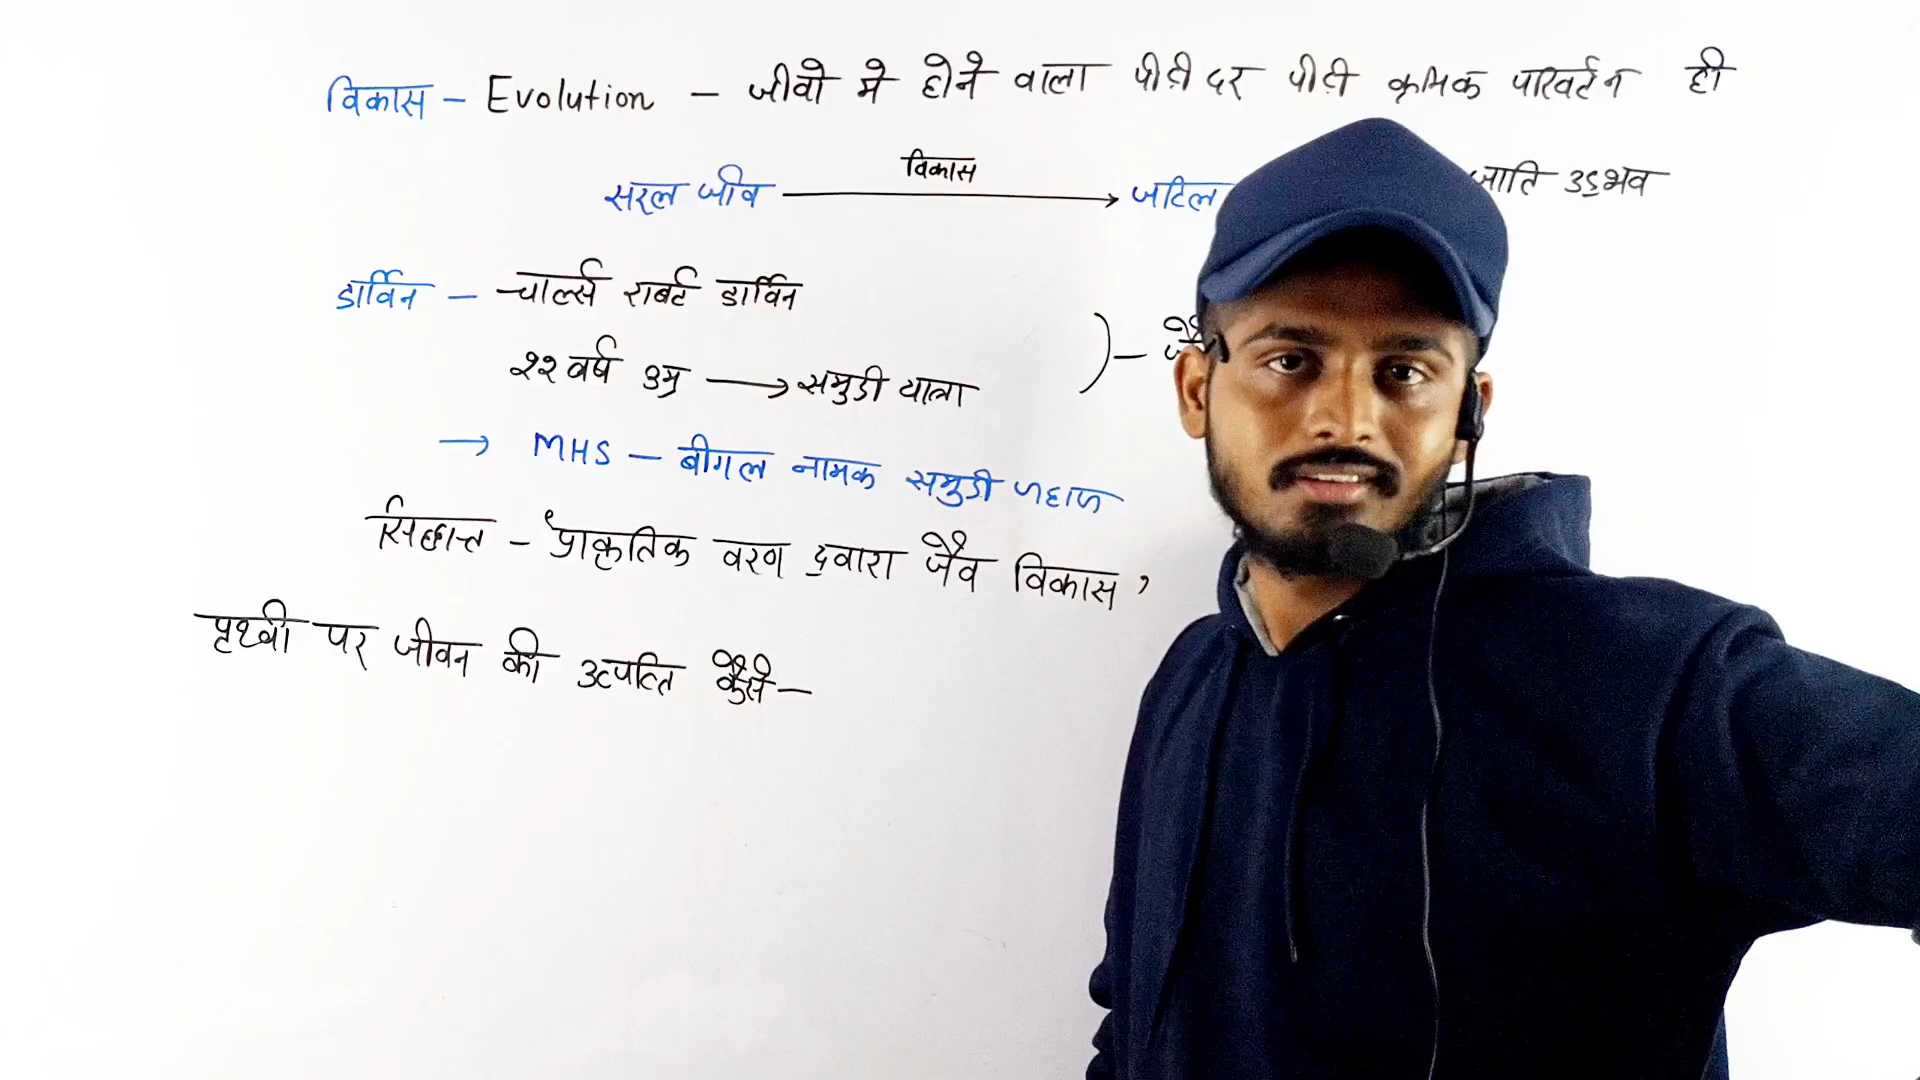 विकास - Evolution - जीवो मे होने वाला पीढी दर पीढी क्रमिक परिवर्तन ही
विकास
सरल जीव → जटिल जाति उद्भव
डार्विन - चार्ल्स राबर्ट डार्विन
२२ वर्ष उम्र → समुद्री यात्रा ) -
→ MHS - बीगल नामक समुद्री जहाज
सिद्धान्त - 'प्राकृतिक वरण द्वारा जैव विकास'
पृथ्वी पर जीवन की उत्पत्ति कैसे -